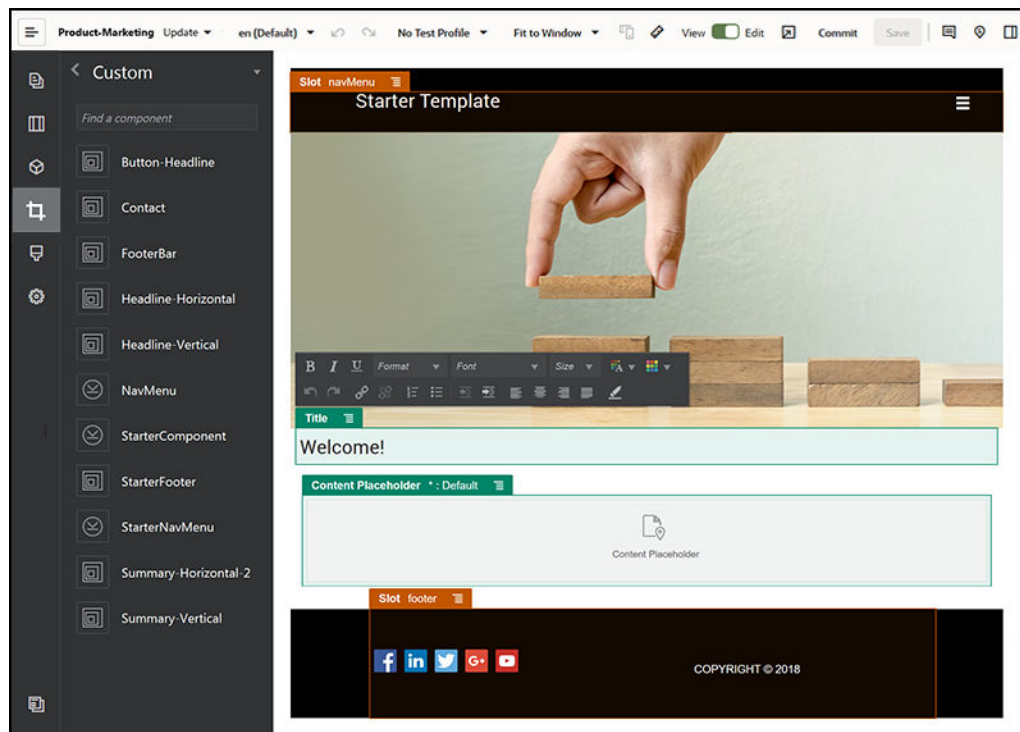 Product-Marketing Update en (Default) No Test Profile Fit to Window View Edit Commit Save
Custom
Find a component
Button-Headline
Contact
FooterBar
Headline-Horizontal
Headline-Vertical
NavMenu
StarterComponent
StarterFooter
StarterNavMenu
Summary-Horizontal-2
Summary-Vertical
Slot navMenu
Starter Template
B I U Format Font Size A
Title
Welcome!
Content Placeholder * : Default
Content Placeholder
Slot footer
f in G+ COPYRIGHT © 2018